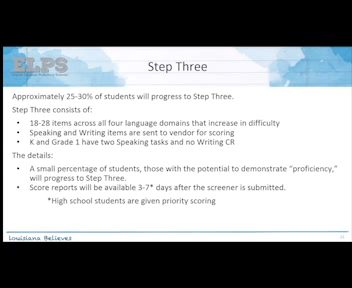 ELPS
Step Three
Approximately 25-30% of students will progress to Step Three.
Step Three consists of:
• 18-28 items across all four language domains that increase in difficulty
• Speaking and Writing items are sent to vendor for scoring
• K and Grade 1 have two Speaking tasks and no Writing CR
The details:
• A small percentage of students, those with the potential to demonstrate "proficiency,"
will progress to Step Three.
• Score reports will be available 3-7* days after the screener is submitted.
*High school students are given priority scoring
Louisiana Believes